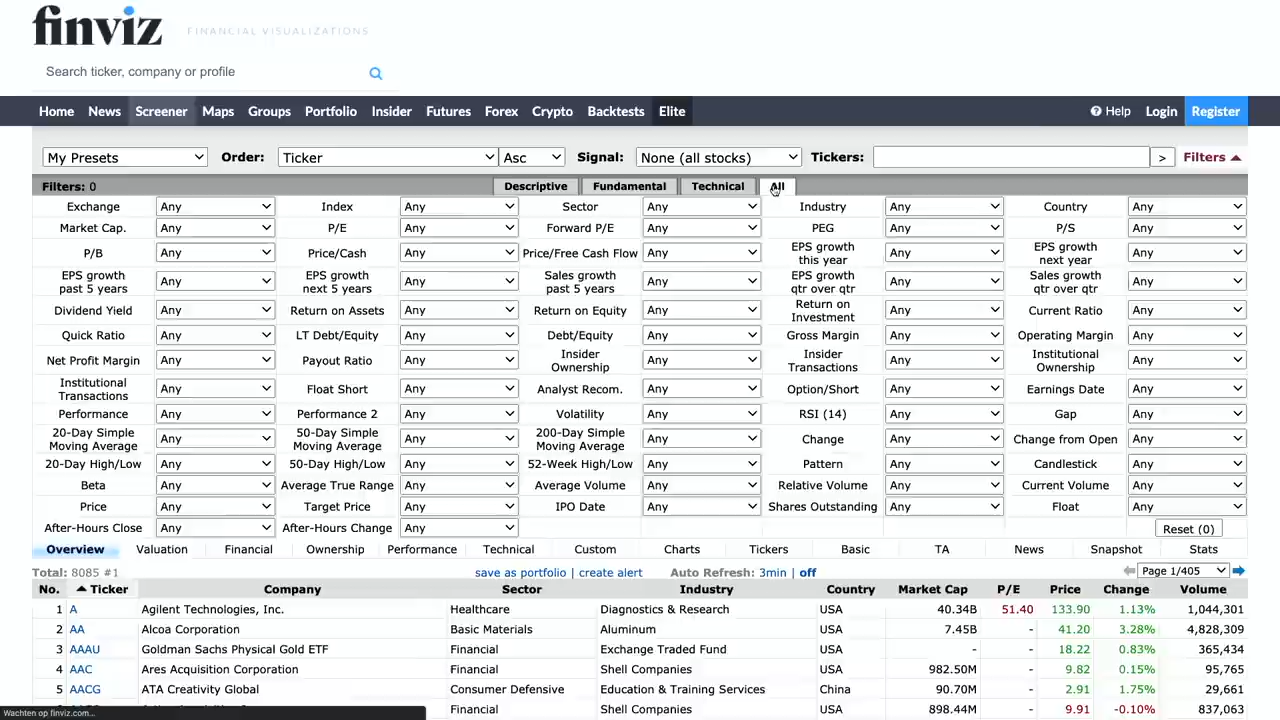 finviz FINANCIAL VISUALIZATIONS
Search ticker, company or profile
Home News Screener Maps Groups Portfolio Insider Futures Forex Crypto Backtests Elite Help Login Register
My Presets Order: Ticker Asc Signal: None (all stocks) Tickers: > Filters
Filters: 0 Descriptive Fundamental Technical All
Exchange Any Index Any Sector Any Industry Any Country Any
Market Cap. Any P/E Any Forward P/E Any PEG Any P/S Any
P/B Any Price/Cash Any Price/Free Cash Flow Any EPS growth this year Any EPS growth next year Any
EPS growth past 5 years Any EPS growth next 5 years Any Sales growth past 5 years Any EPS growth qtr over qtr Any Sales growth qtr over qtr Any
Dividend Yield Any Return on Assets Any Return on Equity Any Return on Investment Any Current Ratio Any
Quick Ratio Any LT Debt/Equity Any Debt/Equity Any Gross Margin Any Operating Margin Any
Net Profit Margin Any Payout Ratio Any Insider Ownership Any Insider Transactions Any Institutional Ownership Any
Institutional Transactions Any Float Short Any Analyst Recom. Any Option/Short Any Earnings Date Any
Performance Any Performance 2 Any Volatility Any RSI (14) Any Gap Any
20-Day Simple Moving Average Any 50-Day Simple Moving Average Any 200-Day Simple Moving Average Any Change Any Change from Open Any
20-Day High/Low Any 50-Day High/Low Any 52-Week High/Low Any Pattern Any Candlestick Any
Beta Any Average True Range Any Average Volume Any Relative Volume Any Current Volume Any
Price Any Target Price Any IPO Date Any Shares Outstanding Any Float Any
After-Hours Close Any After-Hours Change Any Reset (0)
Overview Valuation Financial Ownership Performance Technical Custom Charts Tickers Basic TA News Snapshot Stats
Total: 8085 #1 save as portfolio | create alert Auto Refresh: 3min | off Page 1/405
No. Ticker Company Sector Industry Country Market Cap P/E Price Change Volume
1 A Agilent Technologies, Inc. Healthcare Diagnostics & Research USA 40.34B 51.40 133.90 1.13% 1,044,301
2 AA Alcoa Corporation Basic Materials Aluminum USA 7.45B - 41.20 3.28% 4,828,309
3 AAAU Goldman Sachs Physical Gold ETF Financial Exchange Traded Fund USA - - 18.22 0.83% 365,434
4 AAC Ares Acquisition Corporation Financial Shell Companies USA 982.50M - 9.82 0.15% 95,765
5 AACG ATA Creativity Global Consumer Defensive Education & Training Services China 90.70M - 2.91 1.75% 29,661
Financial Shell Companies USA 898.44M - 9.91 -0.10% 837,063
Wachten op finviz.com...